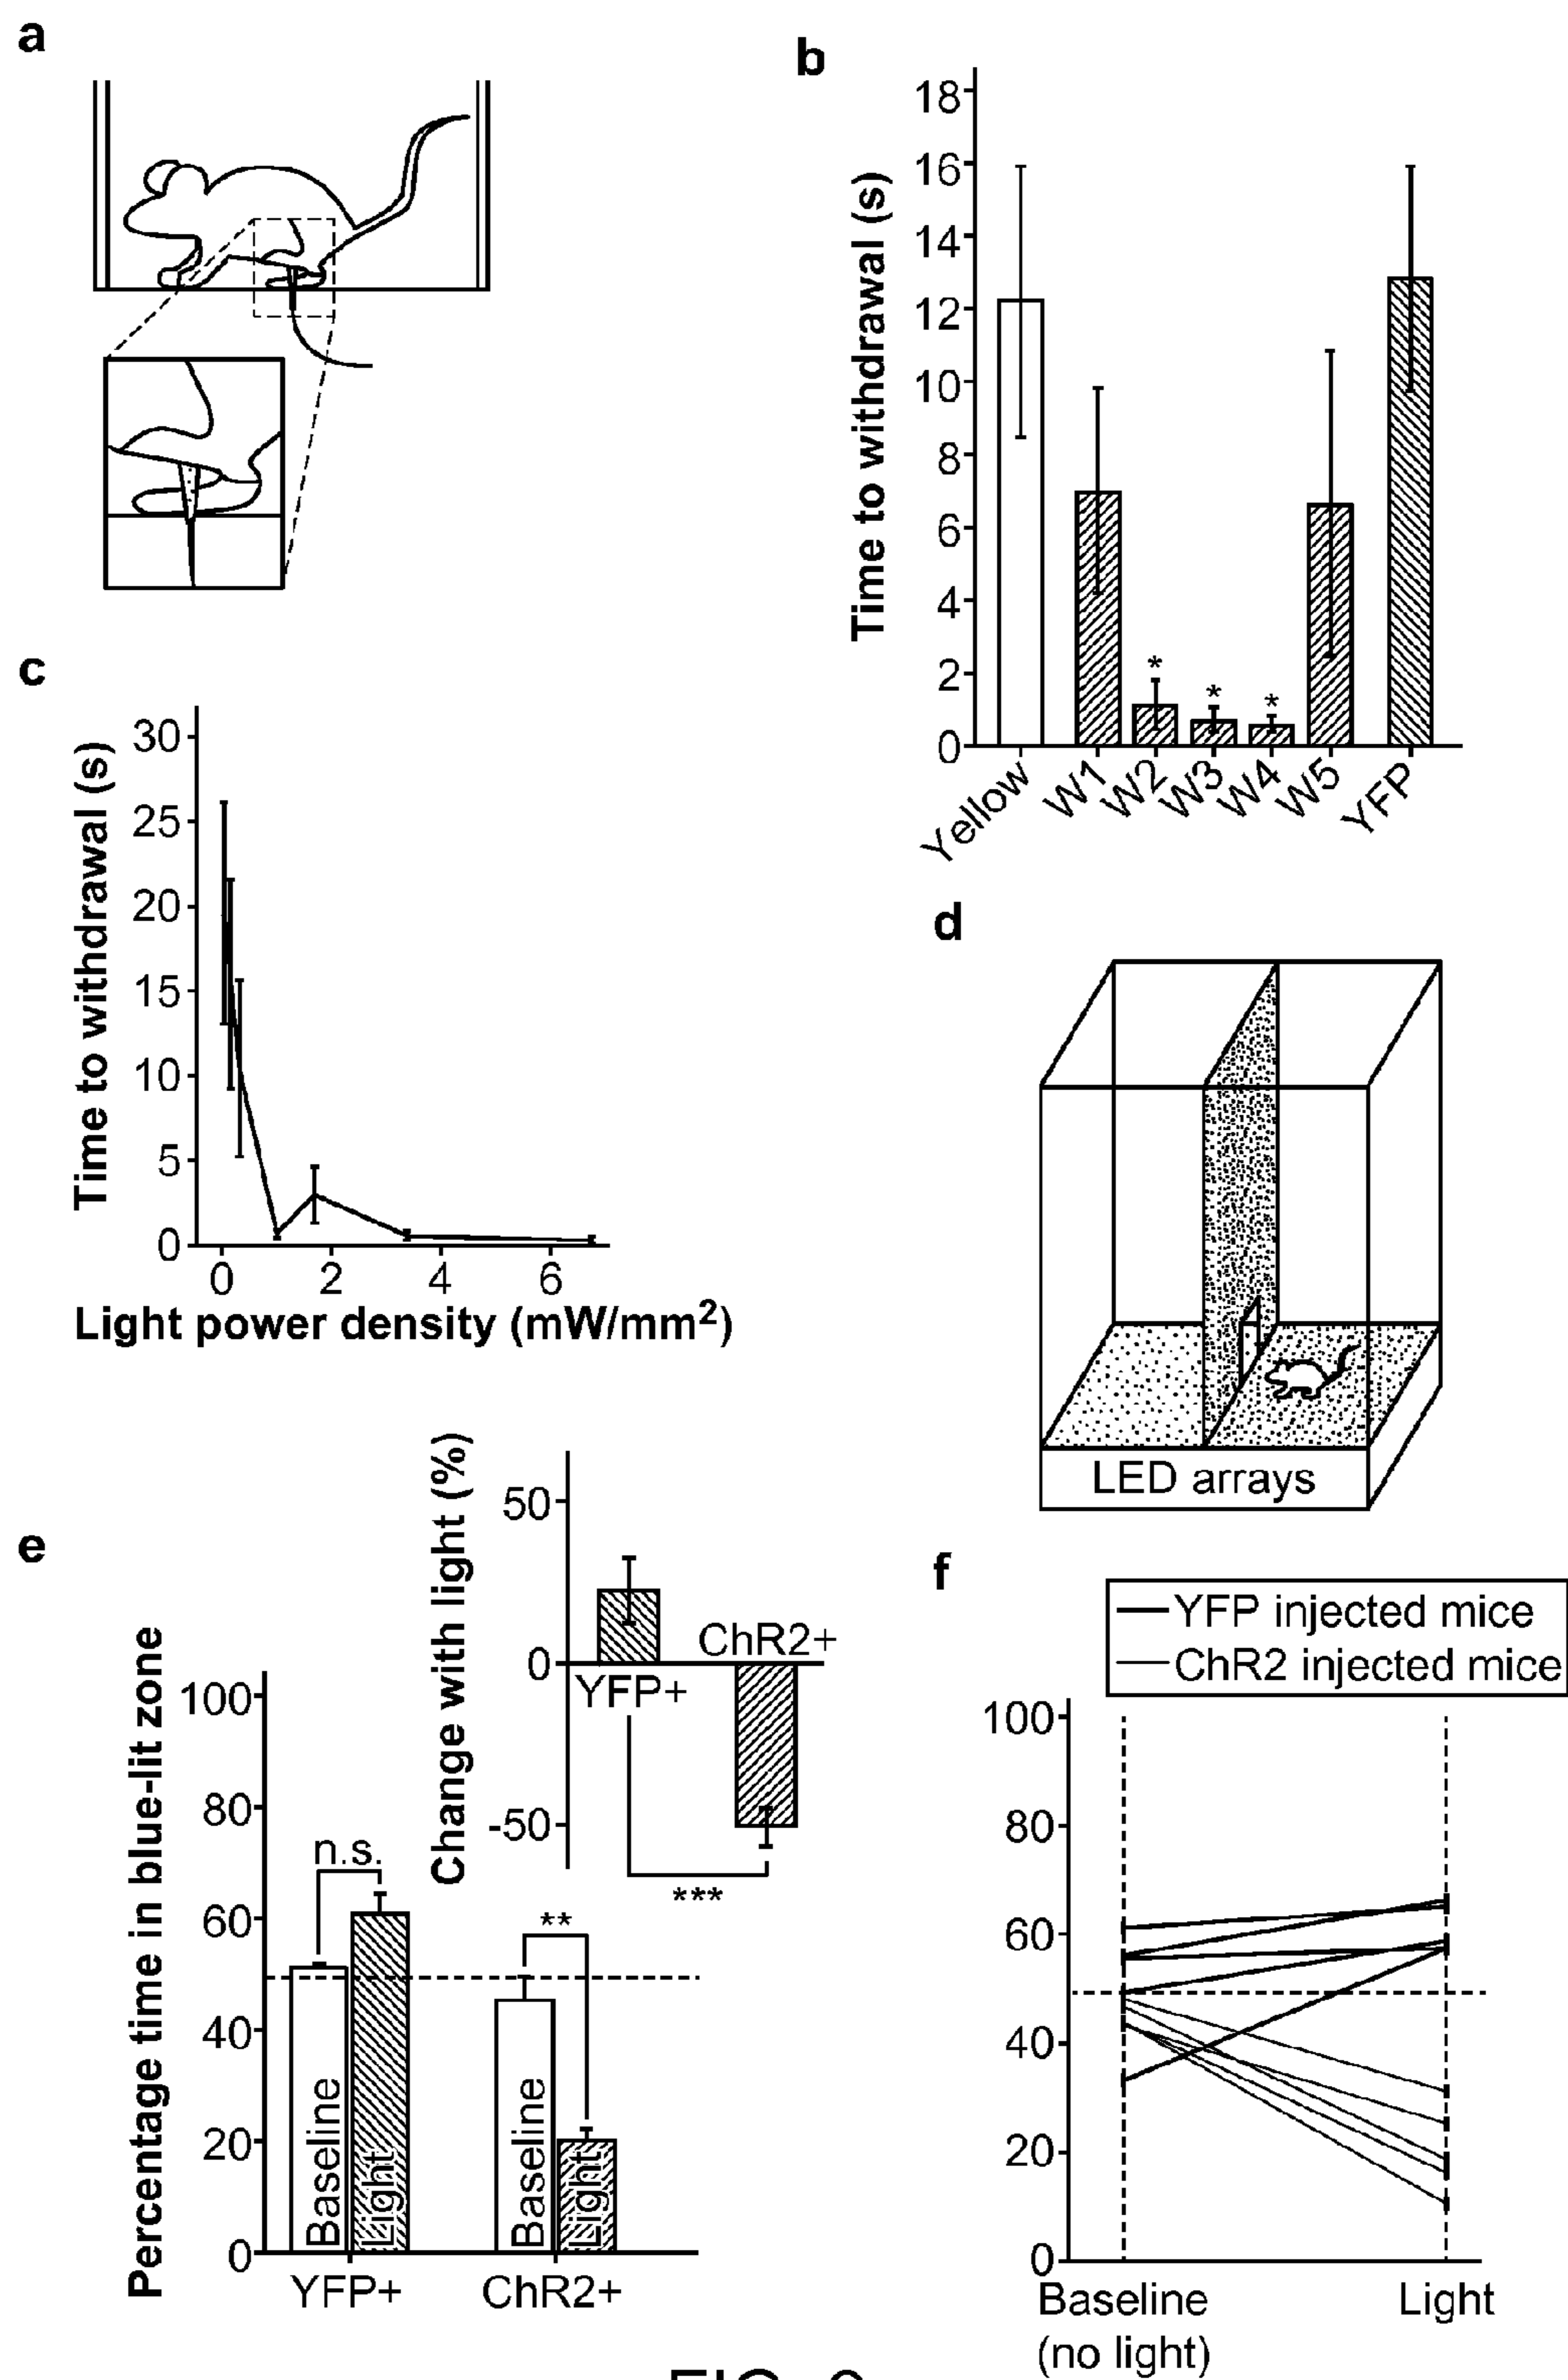 a
b
Time to withdrawal (s)
18
16
14
12
10
8
6
4
2
0
Yellow
W1
W2
W3
W4
W5
YFP
*
*
*
c
Time to withdrawal (s)
30
25
20
15
10
5
0
0
2
4
6
Light power density (mW/mm²)
d
LED arrays
e
Change with light (%)
50
0
-50
YFP+
ChR2+
***
Percentage time in blue-lit zone
100
80
60
40
20
0
n.s.
**
Baseline
Light
Baseline
Light
YFP+
ChR2+
f
YFP injected mice
ChR2 injected mice
100
80
60
40
20
0
Baseline
(no light)
Light